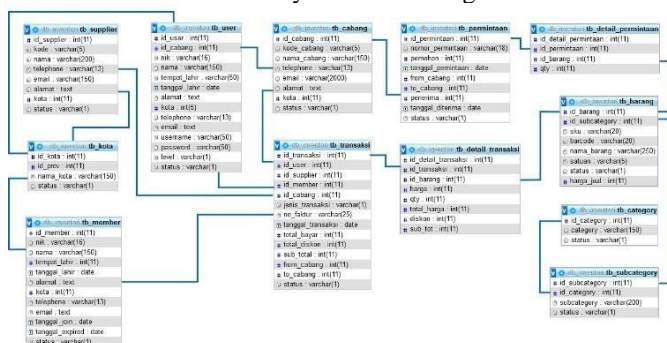 db_inventori tb_supplier
id_supplier : int(11)
kode : varchar(5)
nama : varchar(200)
telephone : varchar(13)
email : varchar(150)
alamat : text
kota : int(11)
status : varchar(1)
db_inventori tb_user
id_user : int(11)
id_cabang : int(11)
nik : varchar(16)
nama : varchar(150)
tempat_lahir : varchar(50)
tanggal_lahir : date
alamat : text
kota : int(5)
telephone : varchar(13)
email : text
username : varchar(50)
password : varchar(50)
level : varchar(1)
status : varchar(1)
db_inventori tb_cabang
id_cabang : int(11)
kode_cabang : varchar(5)
nama_cabang : varchar(150)
telephone : varchar(13)
email : varchar(2000)
alamat : text
kota : int(11)
status : varchar(1)
db_inventori tb_permintaan
id_permintaan : int(11)
nomor_permintaan : varchar(18)
pemohon : int(11)
tanggal_permintaan : date
from_cabang : int(11)
to_cabang : int(11)
penerima : int(11)
tanggal_diterima : date
status : varchar(1)
db_inventori tb_detail_permintaan
id_detail_permintaan : int(11)
id_permintaan : int(11)
id_barang : int(11)
qty : int(11)
db_inventori tb_kota
id_kota : int(11)
id_prov : int(11)
nama_kota : varchar(150)
status : varchar(1)
db_inventori tb_transaksi
id_transaksi : int(11)
id_user : int(11)
id_supplier : int(11)
id_member : int(11)
id_cabang : int(11)
jenis_transaksi : varchar(1)
no_faktur : varchar(25)
tanggal_transaksi : date
total_bayar : int(11)
total_diskon : int(11)
sub_total : int(11)
from_cabang : int(11)
to_cabang : int(11)
status : varchar(1)
db_inventori tb_detail_transaksi
id_detail_transaksi : int(11)
id_transaksi : int(11)
id_barang : int(11)
harga : int(11)
qty : int(11)
total_harga : int(11)
diskon : int(11)
sub_tot : int(11)
db_inventori tb_barang
id_barang : int(11)
id_subcategory : int(11)
sku : varchar(20)
barcode : varchar(20)
nama_barang : varchar(250)
satuan : varchar(5)
status : varchar(1)
harga_jual : int(11)
db_inventori tb_member
id_member : int(11)
nik : varchar(16)
nama : varchar(150)
tempat_lahir : int(11)
tanggal_lahir : date
alamat : text
kota : int(11)
telephone : varchar(13)
email : text
tanggal_join : date
tanggal_expired : date
status : varchar(1)
db_inventori tb_category
id_category : int(11)
category : varchar(150)
status : varchar(1)
db_inventori tb_subcategory
id_subcategory : int(11)
id_category : int(11)
subcategory : varchar(200)
status : varchar(1)